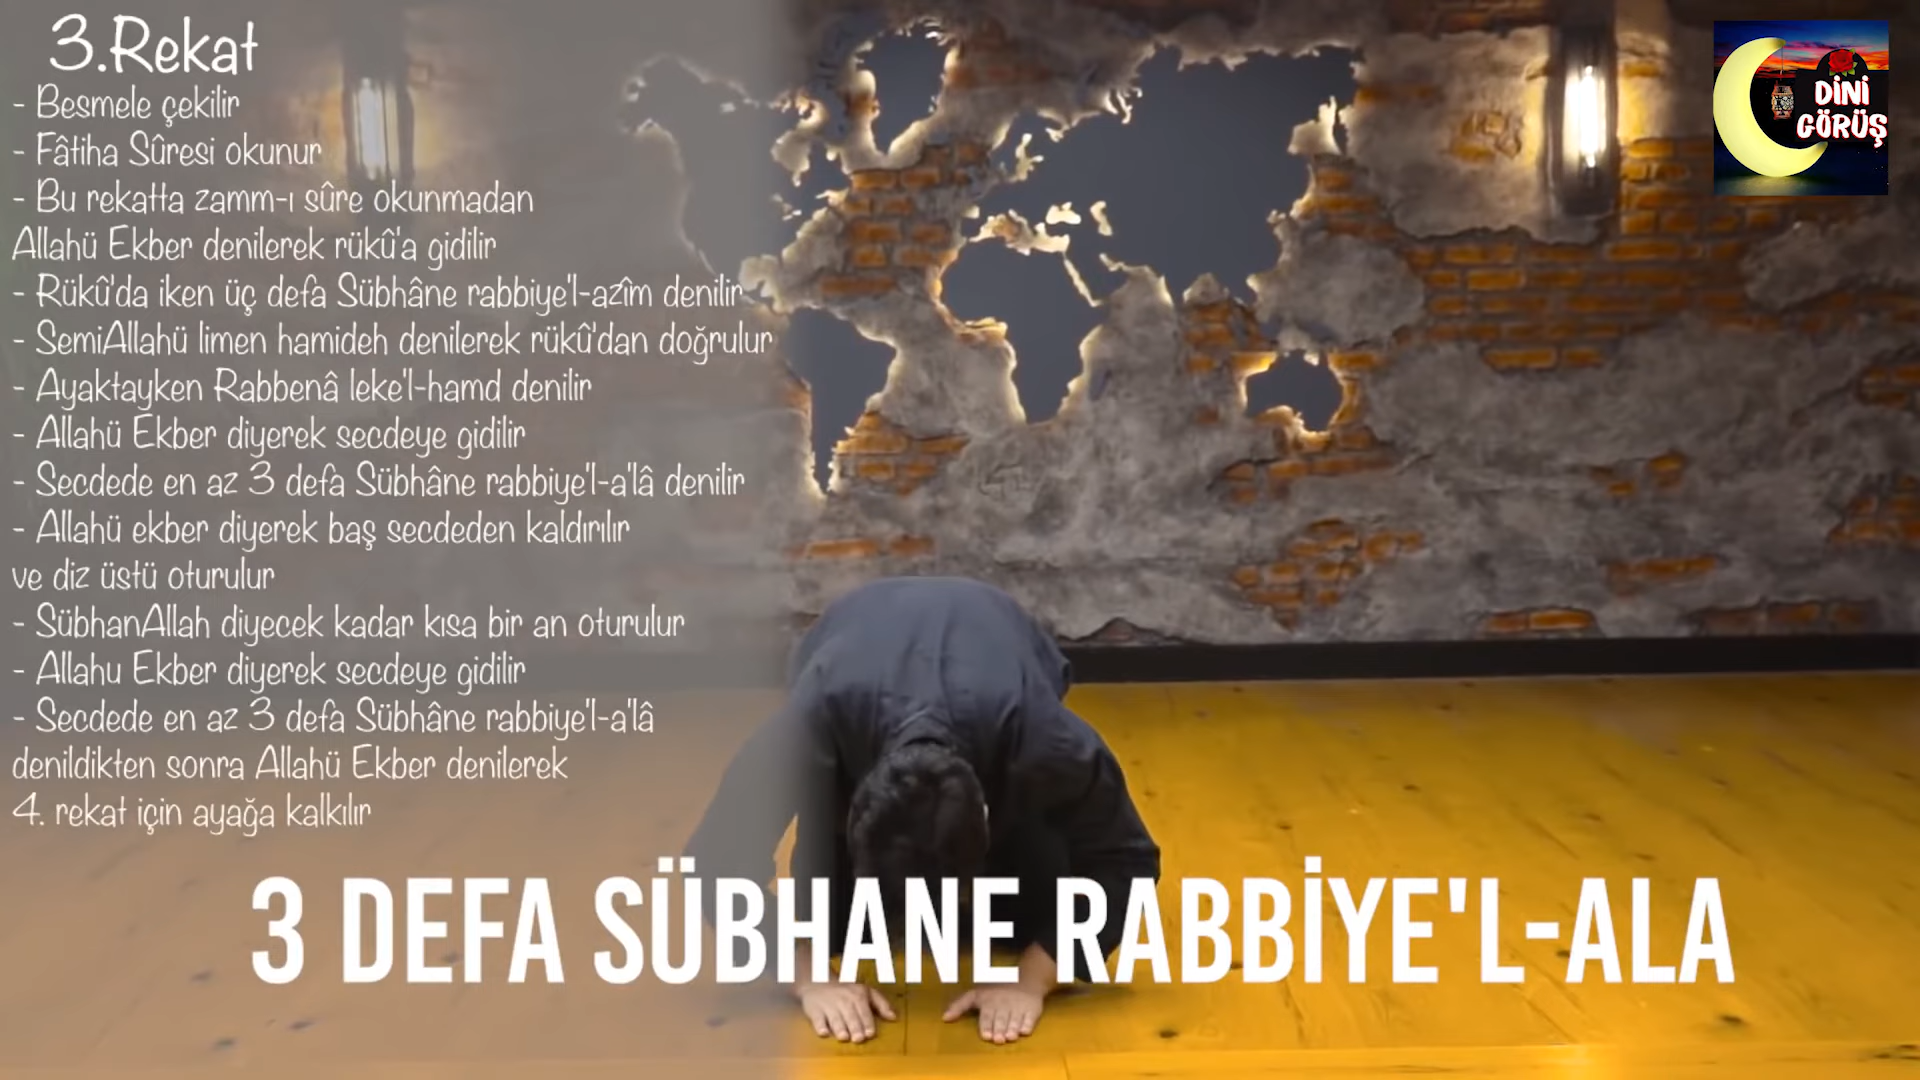 3.Rekat
- Besmele çekilir
- Fâtiha Sûresi okunur
- Bu rekatta zamm-ı sûre okunmadan
Allahü Ekber denilerek rükû'a gidilir
- Rükû'da iken üç defa Sübhâne rabbiye'l-azîm denilir
- SemiAllahü limen hamideh denilerek rükû'dan doğrulur
- Ayaktayken Rabbenâ leke'l-hamd denilir
- Allahü Ekber diyerek secdeye gidilir
- Secdede en az 3 defa Sübhâne rabbiye'l-a'lâ denilir
- Allahü ekber diyerek baş secdeden kaldırılır
ve diz üstü oturulur
- SübhanAllah diyecek kadar kısa bir an oturulur
- Allahu Ekber diyerek secdeye gidilir
- Secdede en az 3 defa Sübhâne rabbiye'l-a'lâ
denildikten sonra Allahü Ekber denilerek
4. rekat için ayağa kalkılır
DİNİ
GÖRÜŞ
3 DEFA SÜBHANE RABBİYE'L-ALA